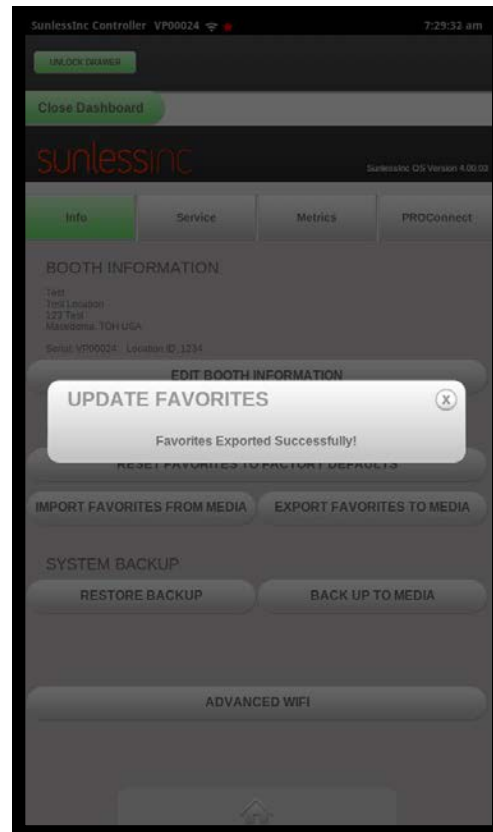 SunlessInc Controller VP00024 7:29:32 am
UNLOCK DRAWER
Close Dashboard
sunlessinc
SunlessInc OS Version 4.00.03
Info Service Metrics PROConnect
BOOTH INFORMATION
Test
Test Location
123 Test
Macedonia, TOH USA
Serial: VP00024 Location ID: 1234
EDIT BOOTH INFORMATION
UPDATE FAVORITES X
Favorites Exported Successfully!
RESET FAVORITES TO FACTORY DEFAULTS
IMPORT FAVORITES FROM MEDIA EXPORT FAVORITES TO MEDIA
SYSTEM BACKUP
RESTORE BACKUP BACK UP TO MEDIA
ADVANCED WIFI